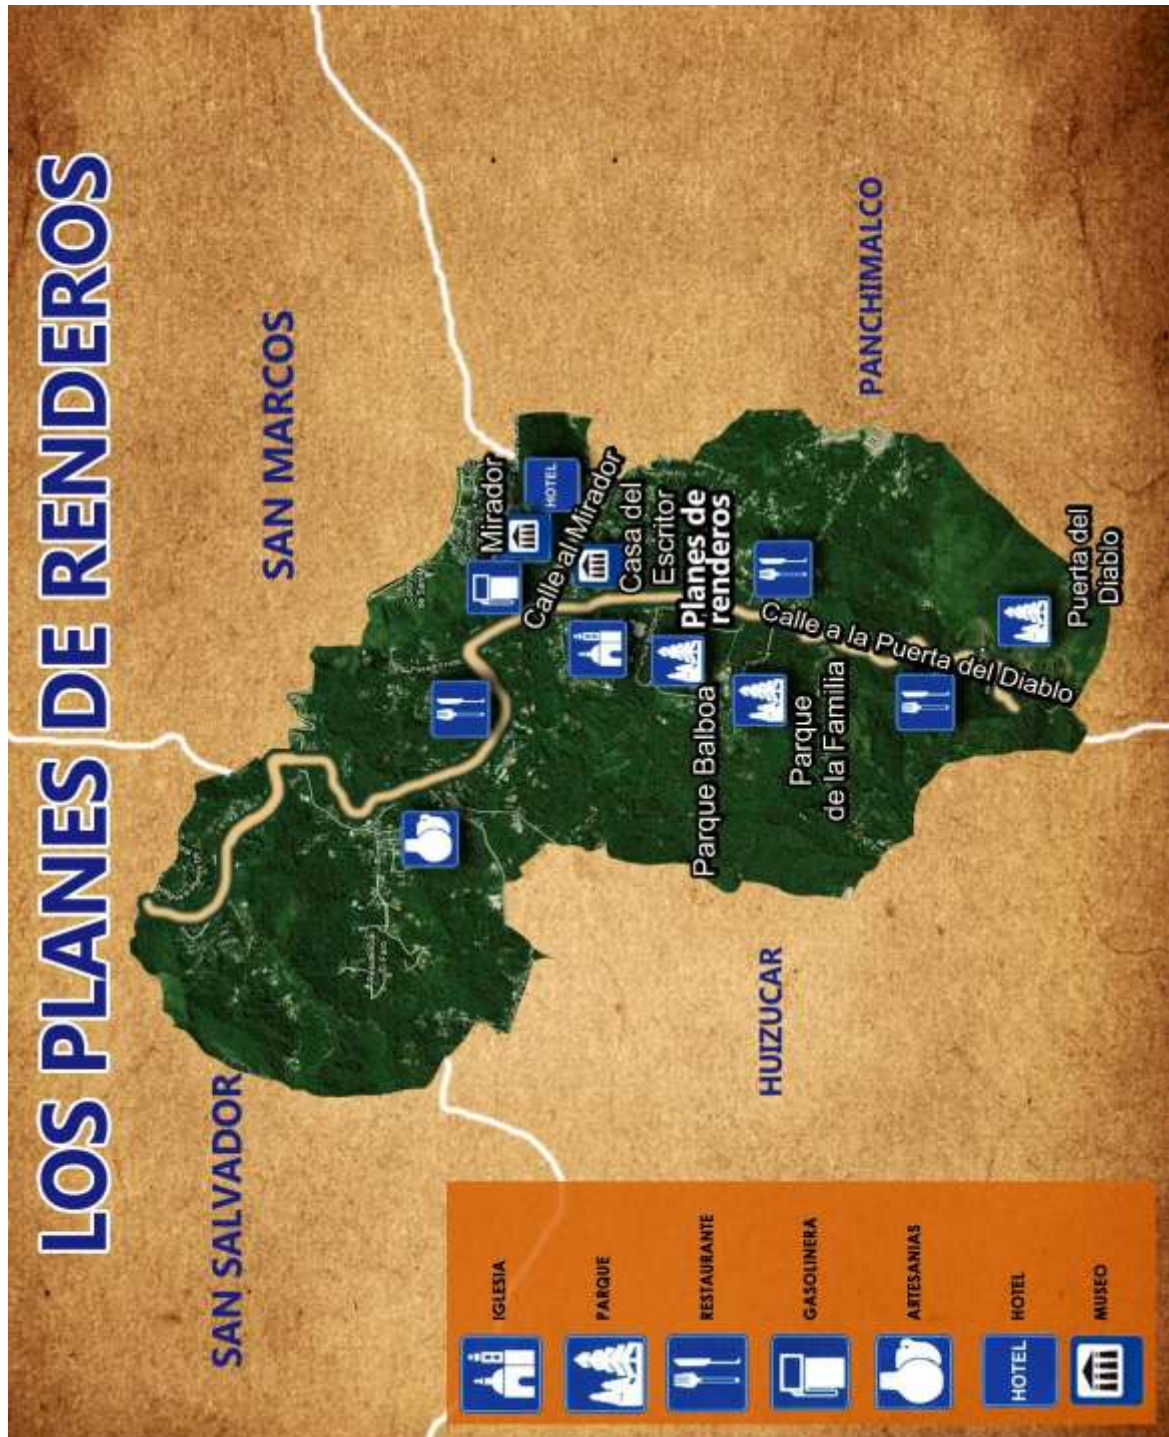 LOS PLANES DE RENDEROS
SAN SALVADOR
SAN MARCOS
Mirador
HOTEL
Calle al Mirador
Casa del
Escritor
Planes de
renderos
Parque Balboa
Parque
de la Familia
Calle a la Puerta del Diablo
Puerta del
Diablo
HUIZUCAR
PANCHIMALCO
IGLESIA
PARQUE
RESTAURANTE
GASOLINERA
ARTESANIAS
HOTEL
HOTEL
MUSEO